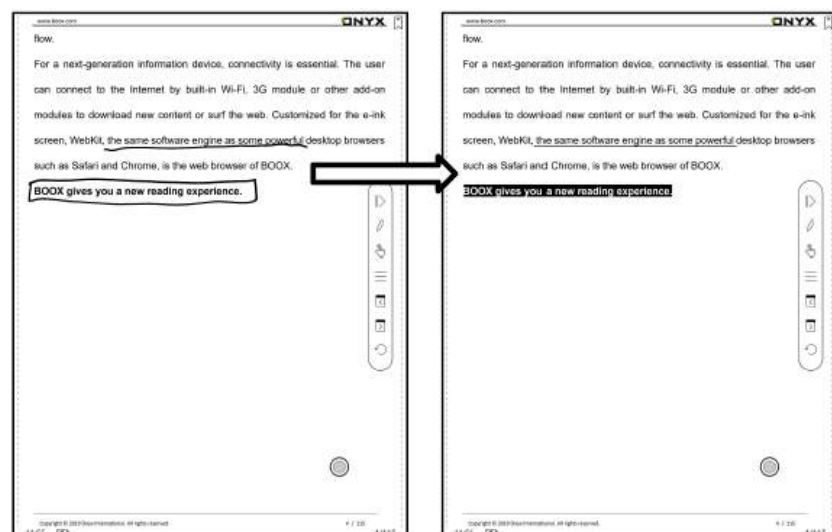 www.boox.com
ONYX
flow.
For a next-generation information device, connectivity is essential. The user
can connect to the Internet by built-in Wi-Fi, 3G module or other add-on
modules to download new content or surf the web. Customized for the e-ink
screen, WebKit, the same software engine as some powerful desktop browsers
such as Safari and Chrome, is the web browser of BOOX.
BOOX gives you a new reading experience.
www.boox.com
ONYX
flow.
For a next-generation information device, connectivity is essential. The user
can connect to the Internet by built-in Wi-Fi, 3G module or other add-on
modules to download new content or surf the web. Customized for the e-ink
screen, WebKit, the same software engine as some powerful desktop browsers
such as Safari and Chrome, is the web browser of BOOX.
BOOX gives you a new reading experience.